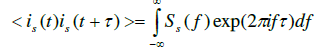 < i_s(t)i_s(t + τ) >= ∫_{-∞}^{∞} S_s(f) exp(2πifτ)df